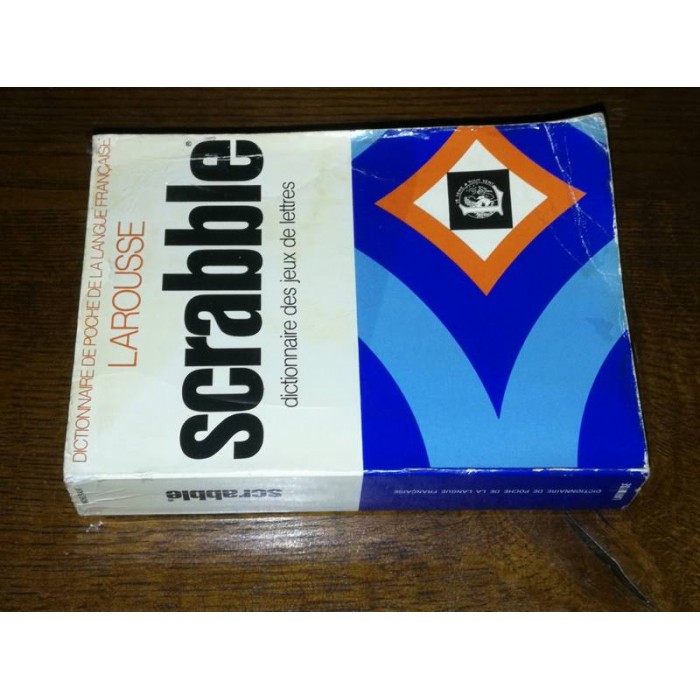 DICTIONNAIRE DE POCHE DE LA LANGUE FRANÇAISE
LAROUSSE
scrabble®
dictionnaire des jeux de lettres
scrabble®
DICTIONNAIRE DE POCHE DE LA LANGUE FRANÇAISE